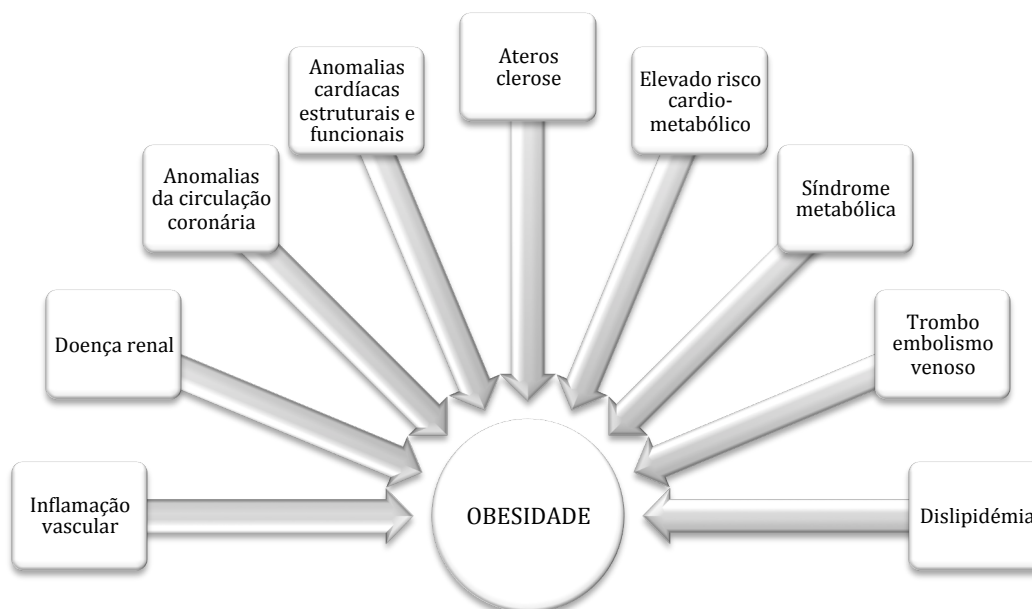 Ateros
clerose
Anomalias
cardíacas
estruturais e
funcionais
Elevado risco
cardio-
metabólico
Anomalias
da circulação
coronária
Síndrome
metabólica
Doença renal
Trombo
embolismo
venoso
Inflamação
vascular
OBESIDADE
Dislipidémia